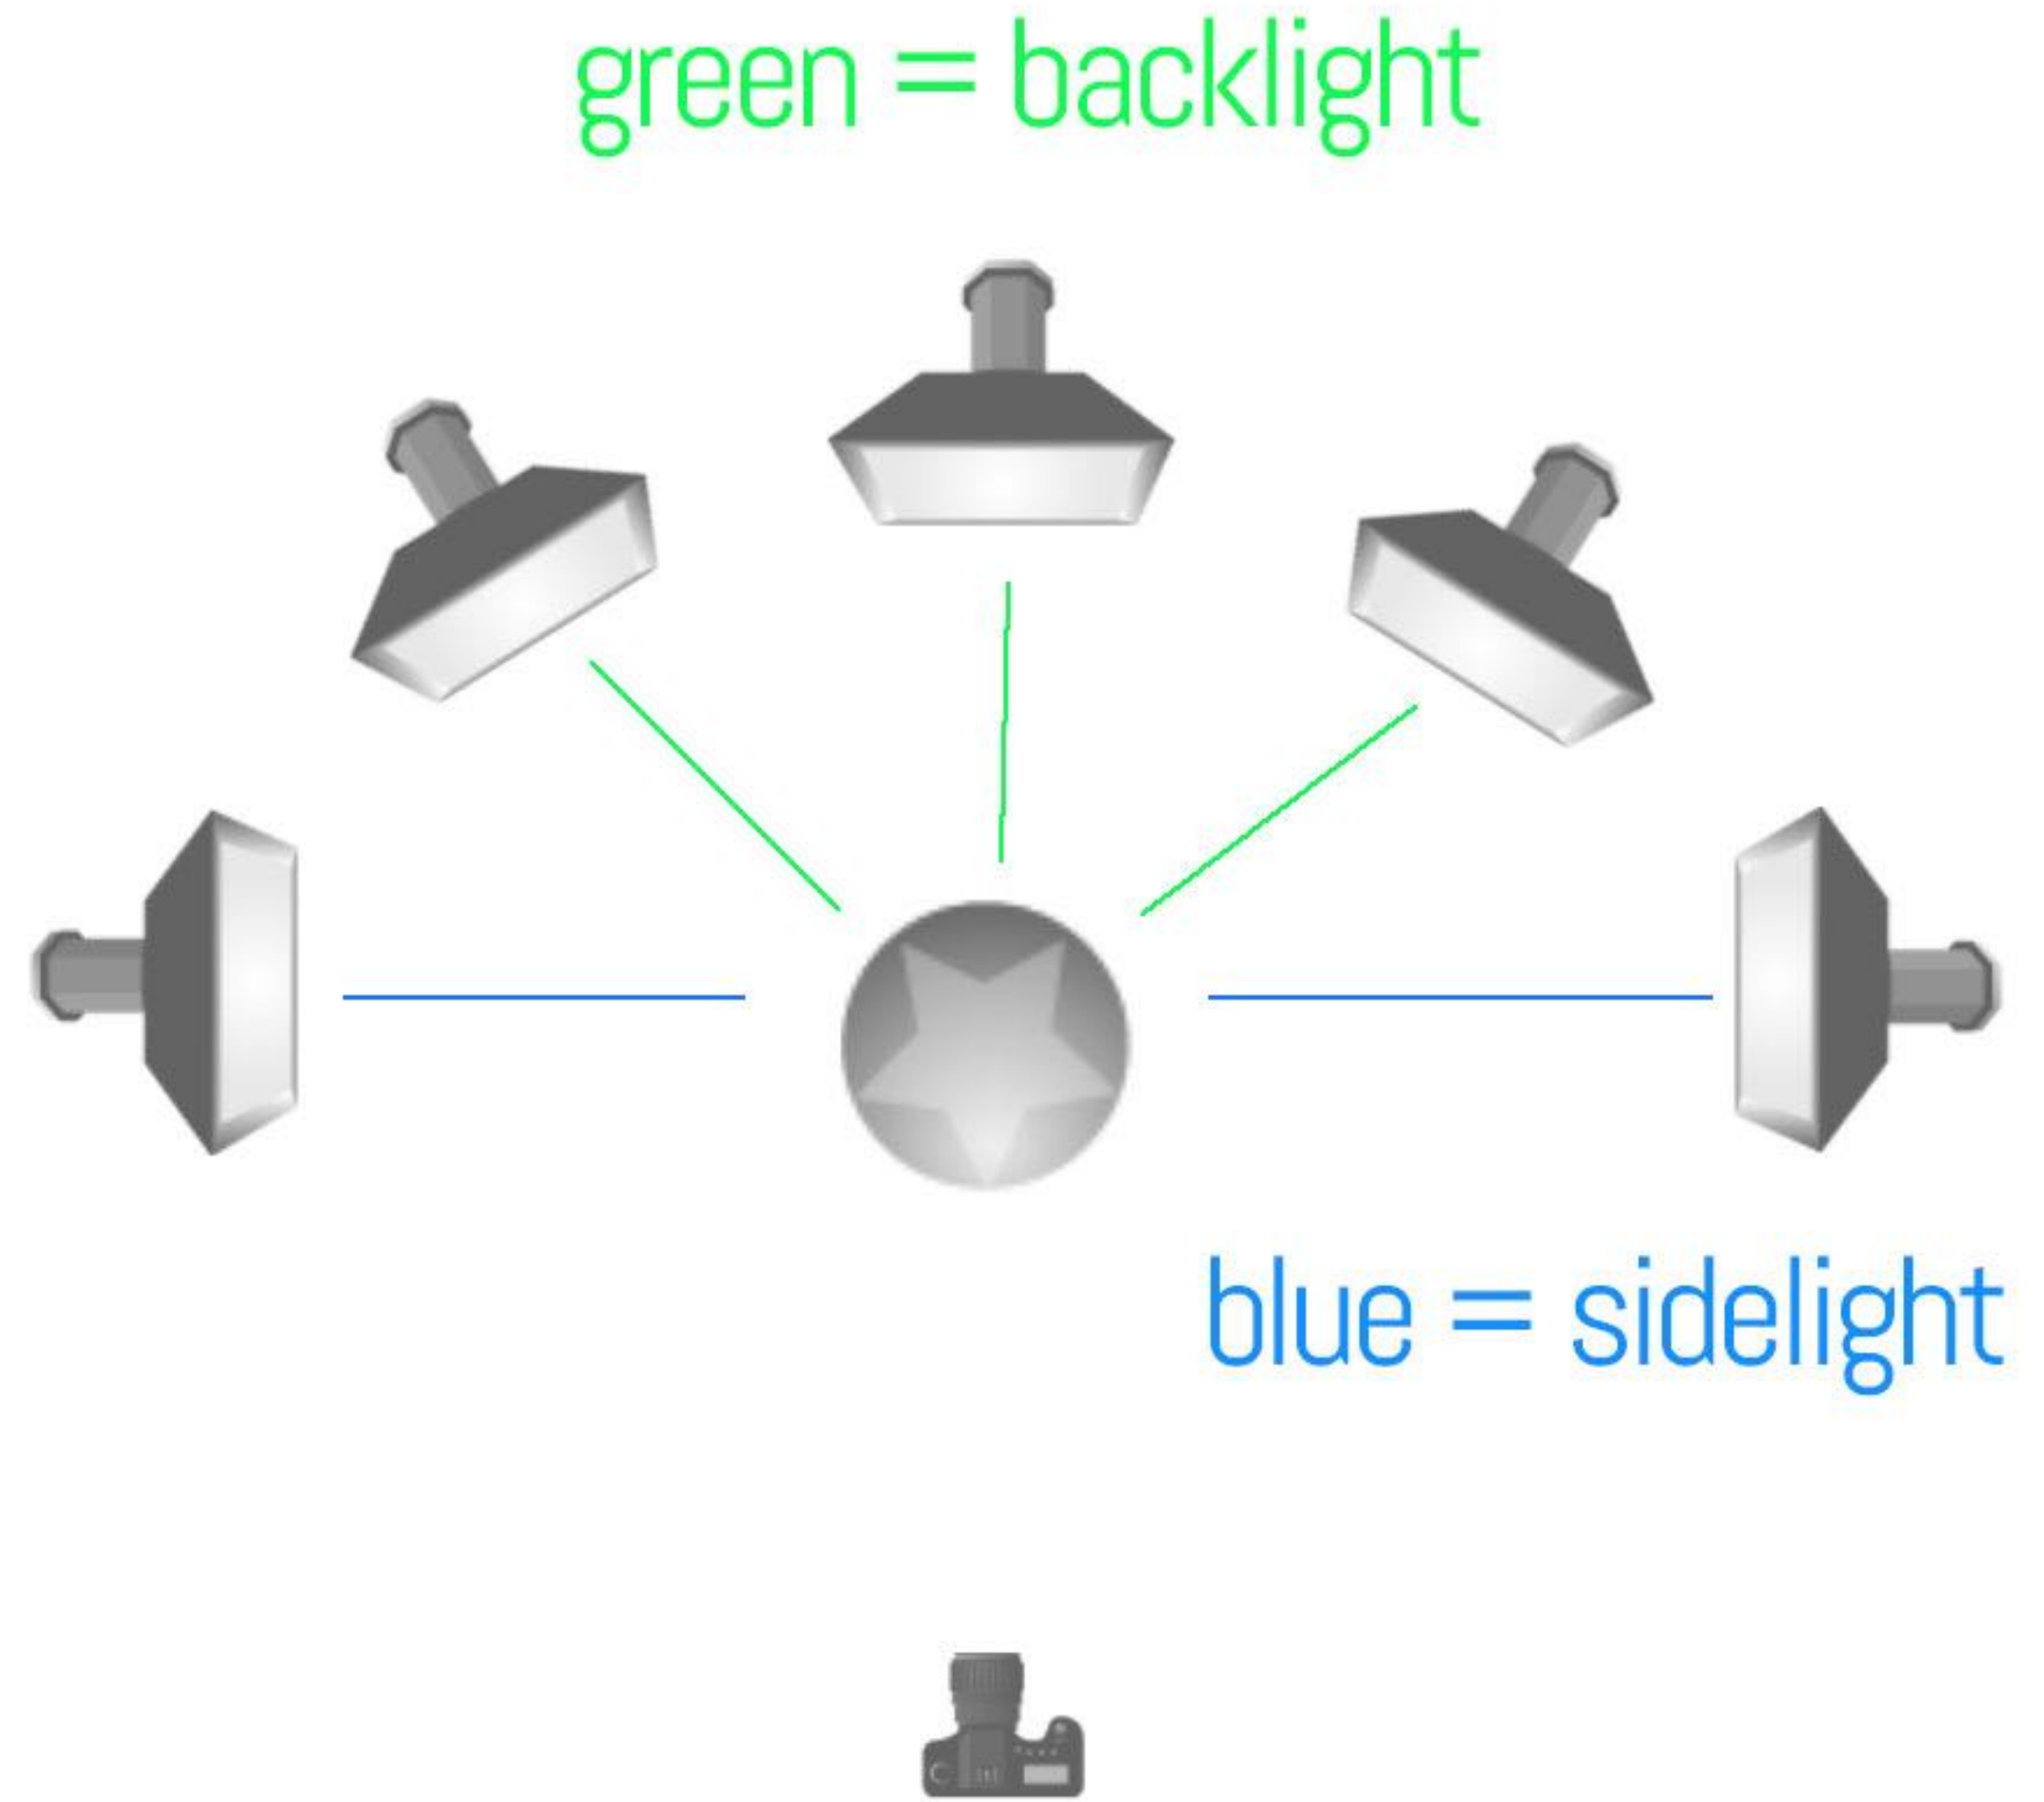 green = backlight
blue = sidelight